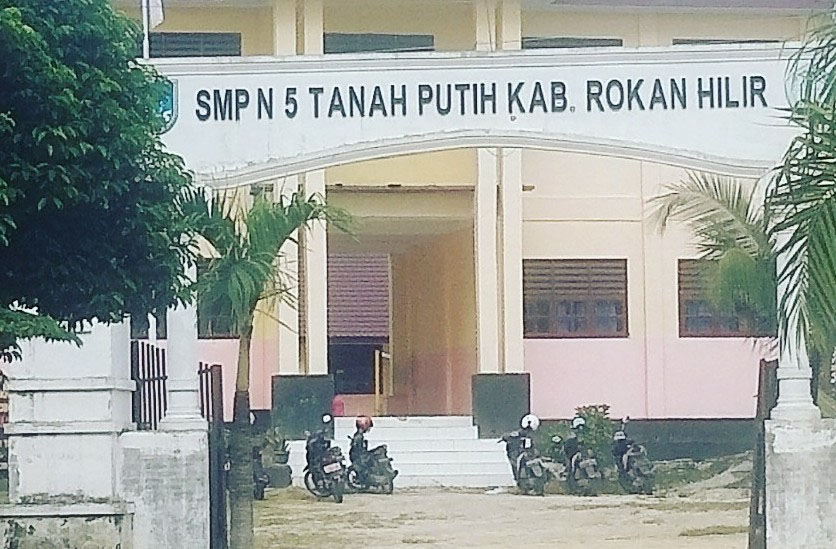 SMP N 5 TANAH PUTIH KAB. ROKAN HILIR